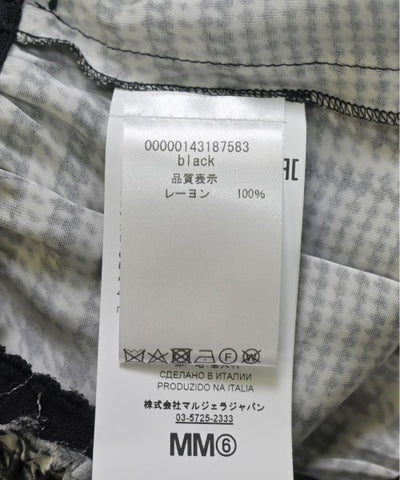 00000143187583
black
品質表示
レーヨン 100%
СДЕЛАНО В ИТАЛИИ
PRODUZIDO NA ITALIA
株式会社マルジェラジャパン
03-5725-2333
MM⑥